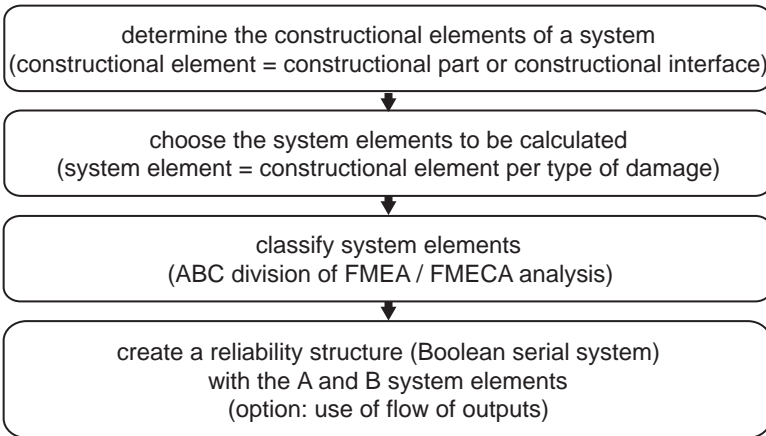 determine the constructional elements of a system
(constructional element = constructional part or constructional interface)
choose the system elements to be calculated
(system element = constructional element per type of damage)
classify system elements
(ABC division of FMEA / FMECA analysis)
create a reliability structure (Boolean serial system)
with the A and B system elements
(option: use of flow of outputs)